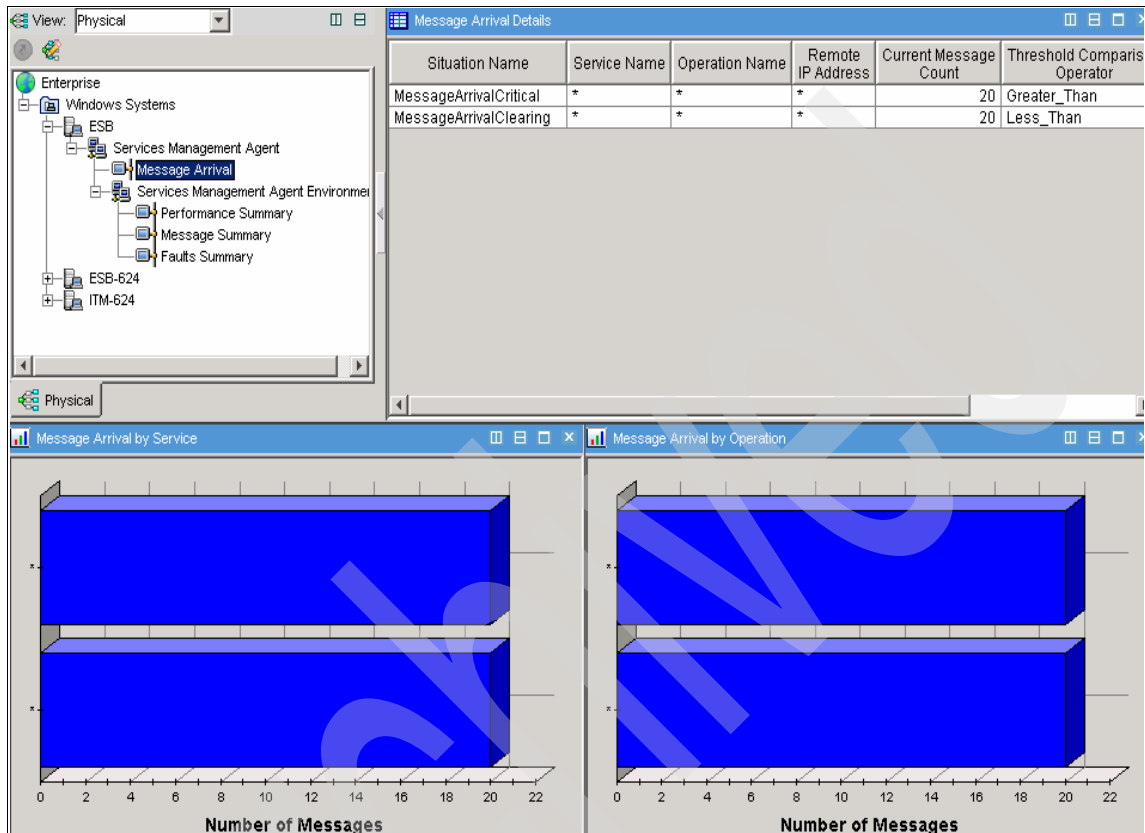 View: Physical
Enterprise
Windows Systems
ESB
Services Management Agent
Message Arrival
Services Management Agent Environme
Performance Summary
Message Summary
Faults Summary
ESB-624
ITM-624
Physical
Message Arrival Details
Situation Name Service Name Operation Name Remote IP Address Current Message Count Threshold Comparis Operator
MessageArrivalCritical * * * 20 Greater_Than
MessageArrivalClearing * * * 20 Less_Than
Message Arrival by Service
*
*
0 2 4 6 8 10 12 14 16 18 20 22
Number of Messages
Message Arrival by Operation
*
*
0 2 4 6 8 10 12 14 16 18 20 22
Number of Messages